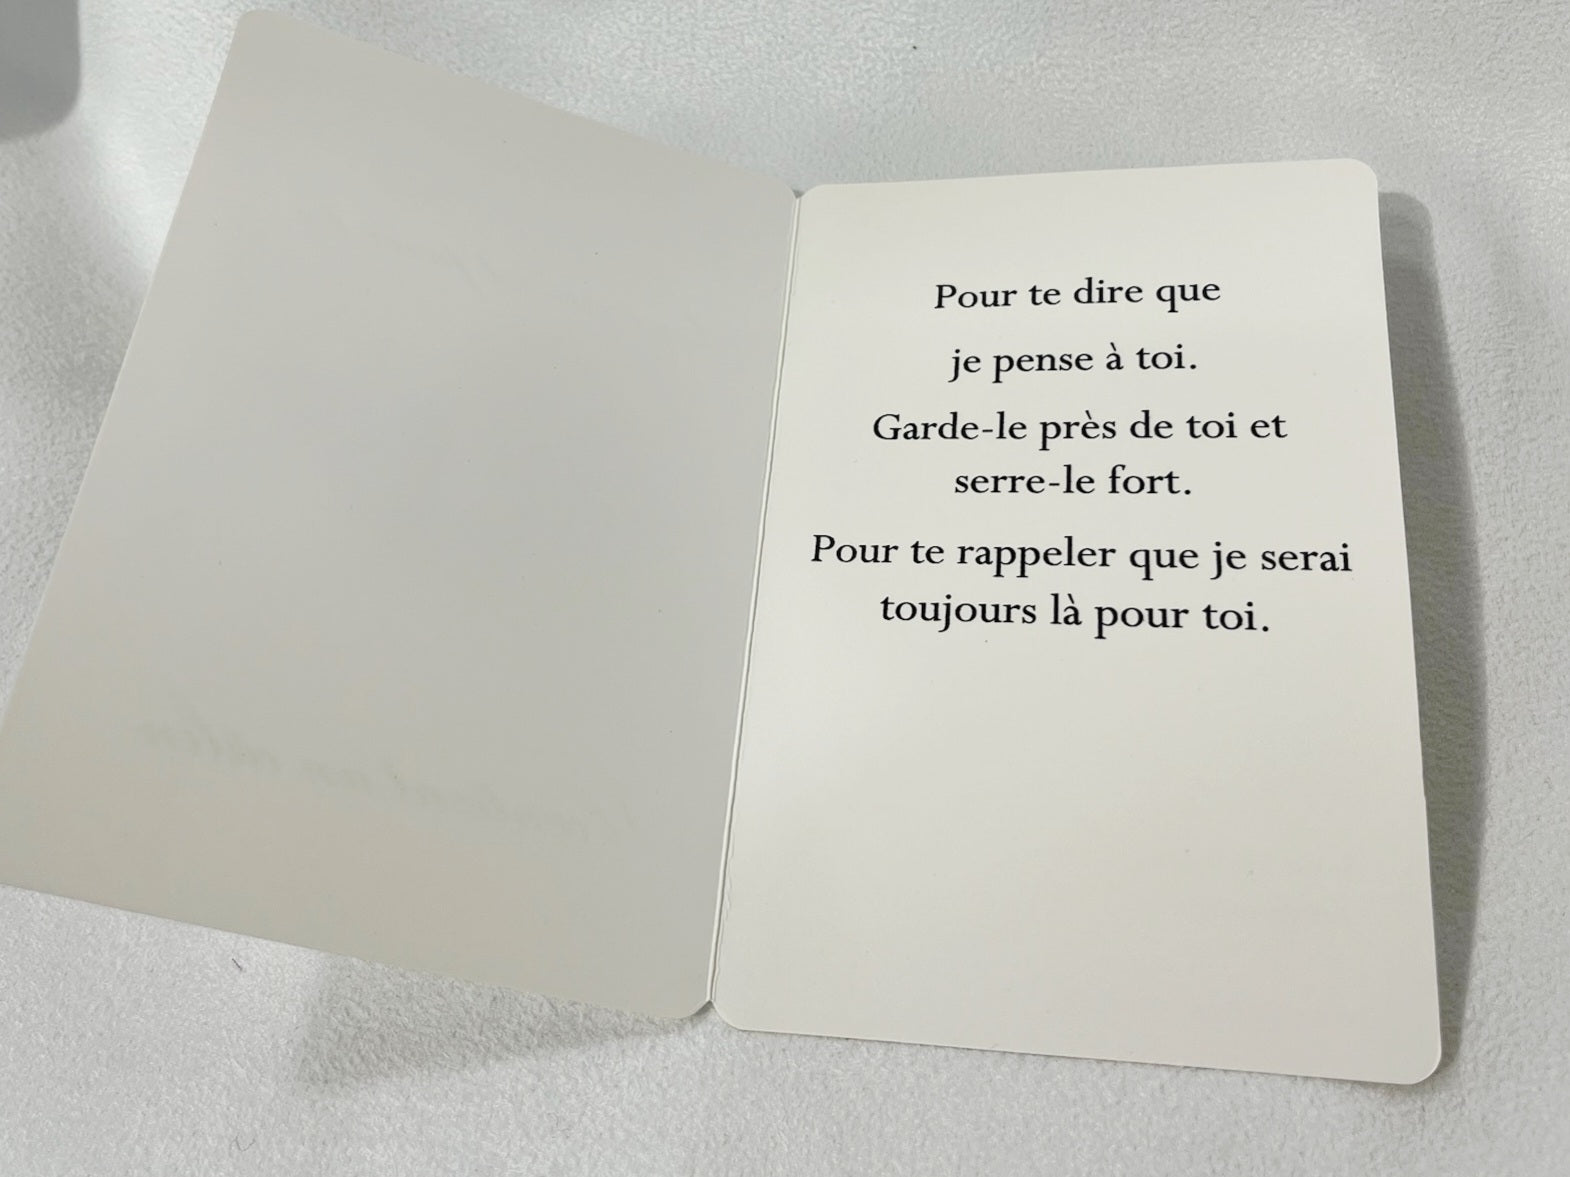 Pour te dire que
je pense à toi.
Garde-le près de toi et
serre-le fort.
Pour te rappeler que je serai
toujours là pour toi.